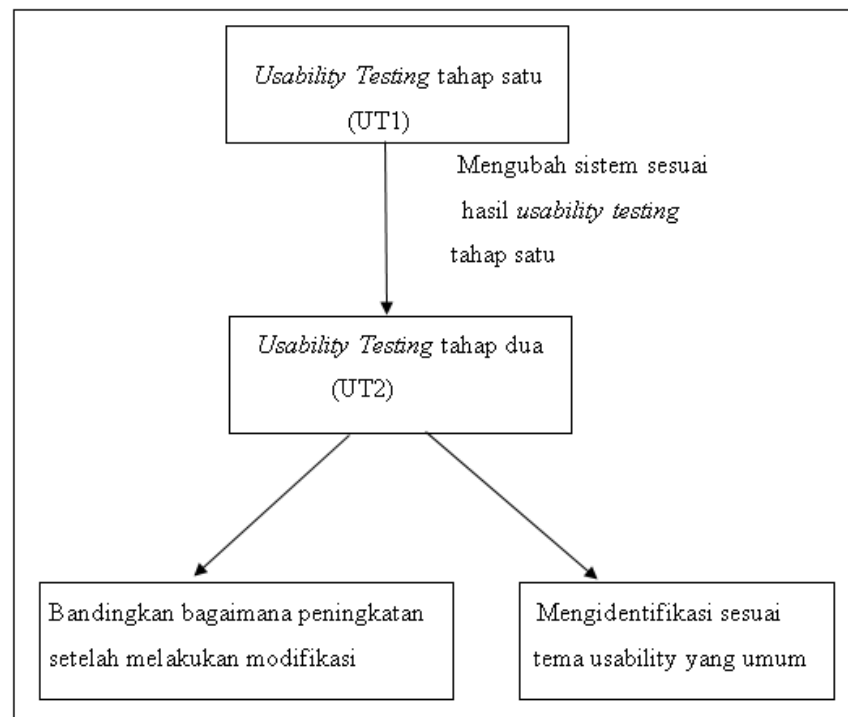 Usability Testing tahap satu
(UT1)
Mengubah sistem sesuai
hasil usability testing
tahap satu
Usability Testing tahap dua
(UT2)
Bandingkan bagaimana peningkatan
setelah melakukan modifikasi
Mengidentifikasi sesuai
tema usability yang umum